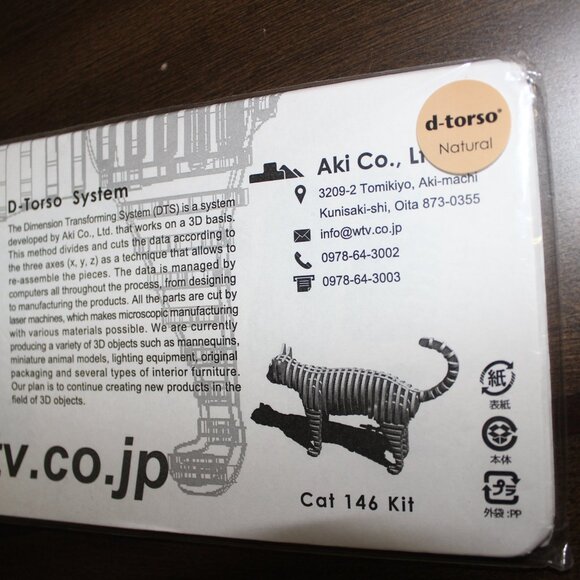 d-torso®
Natural
Aki Co.,
3209-2 Tomikiyo, Aki-machi
Kunisaki-shi, Oita 873-0355
info@wtv.co.jp
0978-64-3002
0978-64-3003
D-Torso System
The Dimension Transforming System (DTS) is a system
developed by Aki Co., Ltd. that works on a 3D basis.
This method divides and cuts the data according to
the three axes (x, y, z) as a technique that allows to
re-assemble the pieces. The data is managed by
computers all throughout the process, from designing
to manufacturing the products. All the parts are cut by
laser machines, which makes microscopic manufacturing
with various materials possible. We are currently
producing a variety of 3D objects such as mannequins,
miniature animal models, lighting equipment, original
packaging and several types of interior furniture.
Our plan is to continue creating new products in the
field of 3D objects.
tv.co.jp
Cat 146 Kit
紙
表紙
本体
プラ
外袋:PP